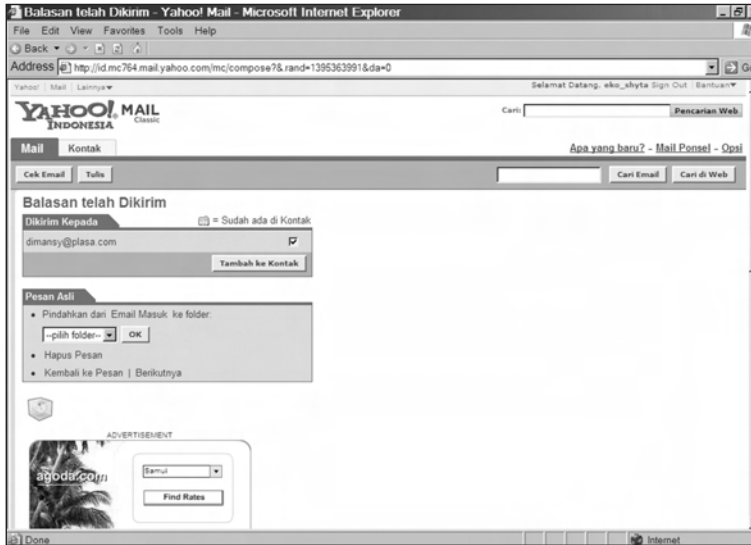 Balasan telah Dikirim - Yahoo! Mail - Microsoft Internet Explorer
File Edit View Favorites Tools Help
Back
Address http://id.mc764.mail.yahoo.com/mc/compose?&.rand=1395363991&da=0
Yahoo! Mail Lainnya Selamat Datang, eko_shyta Sign Out Bantuan
YAHOO! MAIL
INDONESIA Classic
Cari: Pencarian Web
Mail Kontak Apa yang baru? - Mail Ponsel - Opsi
Cek Email Tulis Cari Email Cari di Web
Balasan telah Dikirim
Dikirim Kepada = Sudah ada di Kontak
dimansy@plasa.com
Tambah ke Kontak
Pesan Asli
• Pindahkan dari Email Masuk ke folder:
--pilih folder-- OK
• Hapus Pesan
• Kembali ke Pesan | Berikutnya
ADVERTISEMENT
agoda.com
Samui
Find Rates
Done Internet